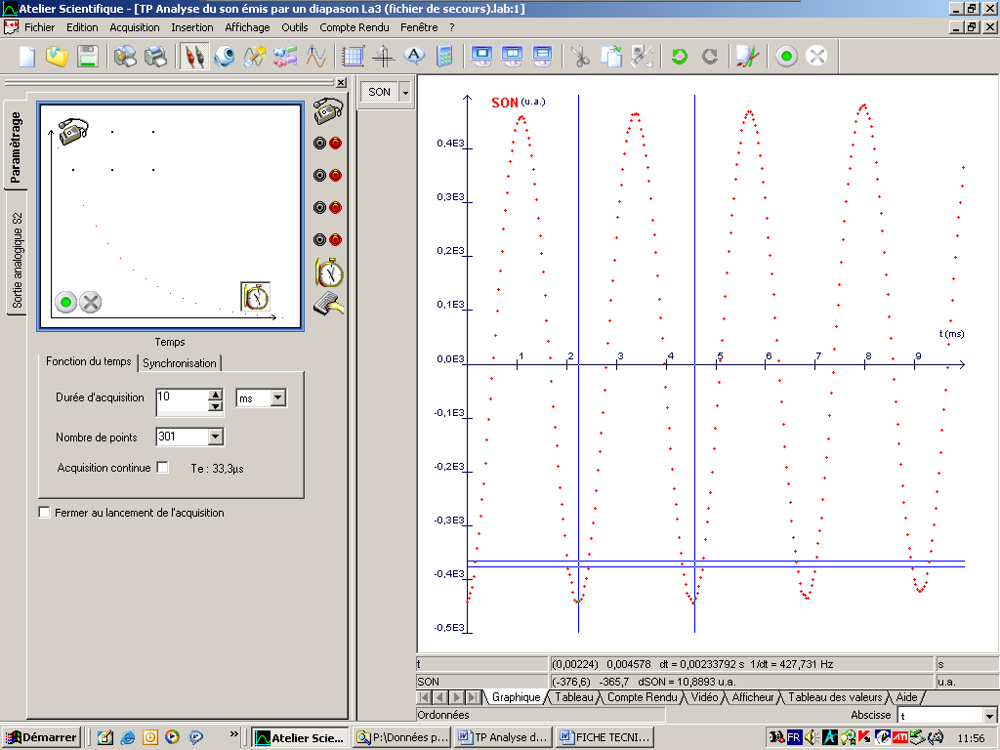 Atelier Scientifique - [TP Analyse du son émis par un diapason La3 (fichier de secours).lab:1]
Fichier Edition Acquisition Insertion Affichage Outils Compte Rendu Fenêtre ?
SON
Paramétrage
Sortie analogique S2
Temps
Fonction du temps Synchronisation
Durée d'acquisition 10 ms
Nombre de points 301
Acquisition continue Te : 33,3µs
Fermer au lancement de l'acquisition
SON (u.a.)
0,4E3
0,3E3
0,2E3
0,1E3
t (ms)
0,0E3 1 2 3 4 5 6 7 8 9
-0,1E3
-0,2E3
-0,3E3
-0,4E3
-0,5E3
t (0,00224) 0,004578 dt = 0,00233792 s 1/dt = 427,731 Hz s
SON (-376,6) -365,7 dSON = 10,8893 u.a. u.a.
Graphique Tableau Compte Rendu Vidéo Afficheur Tableau des valeurs Aide
Ordonnées Abscisse t
Démarrer » Atelier Scie... P:\Données p... TP Analyse d... FICHE TECNI... FR ATI 11:56